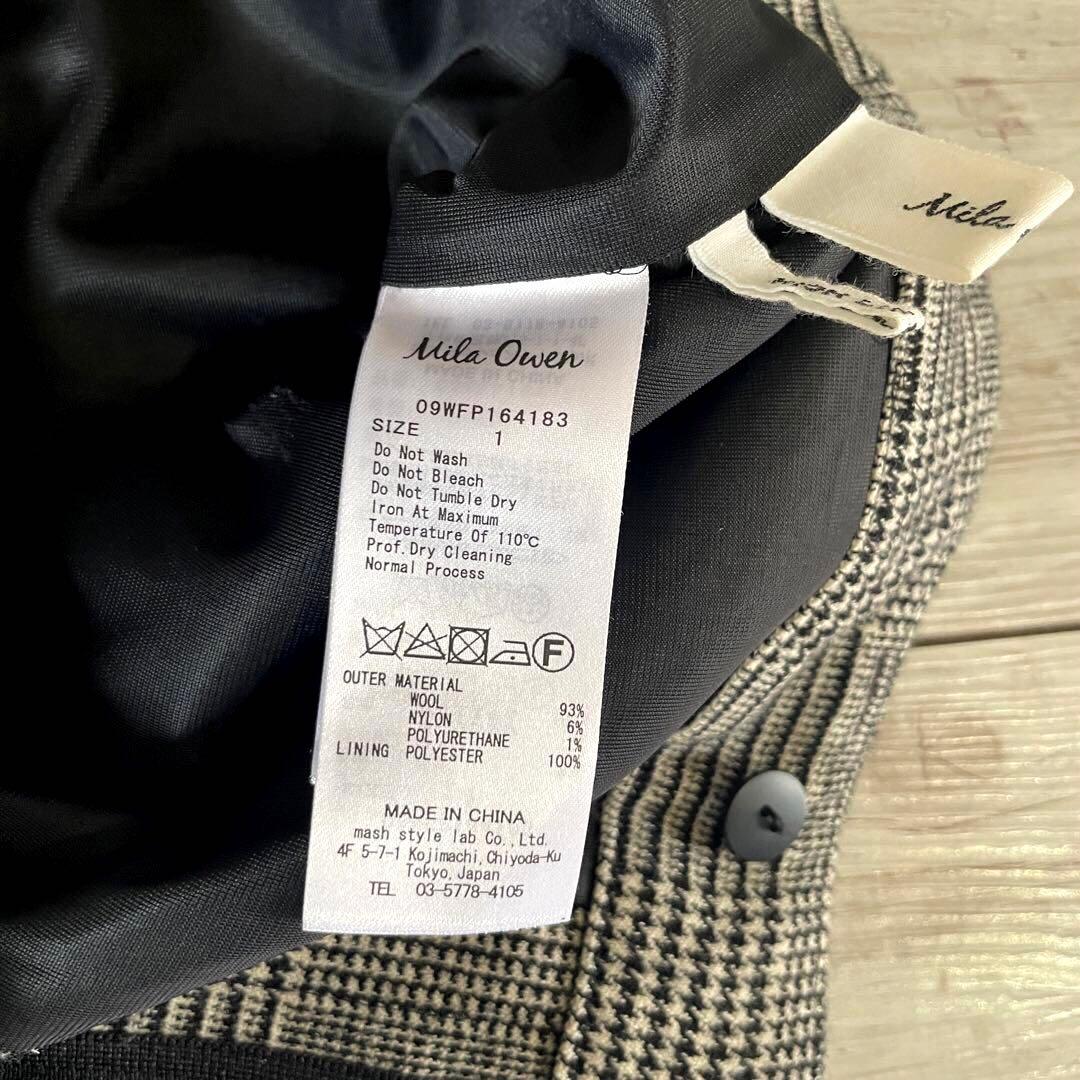 Mila
Mila Owen
09WFP164183
SIZE 1
Do Not Wash
Do Not Bleach
Do Not Tumble Dry
Iron At Maximum
Temperature Of 110℃
Prof.Dry Cleaning
Normal Process
F
OUTER MATERIAL
WOOL 93%
NYLON 6%
POLYURETHANE 1%
LINING POLYESTER 100%
MADE IN CHINA
mash style lab Co.,Ltd.
4F 5-7-1 Kojimachi,Chiyoda-Ku
Tokyo,Japan
TEL 03-5778-4105